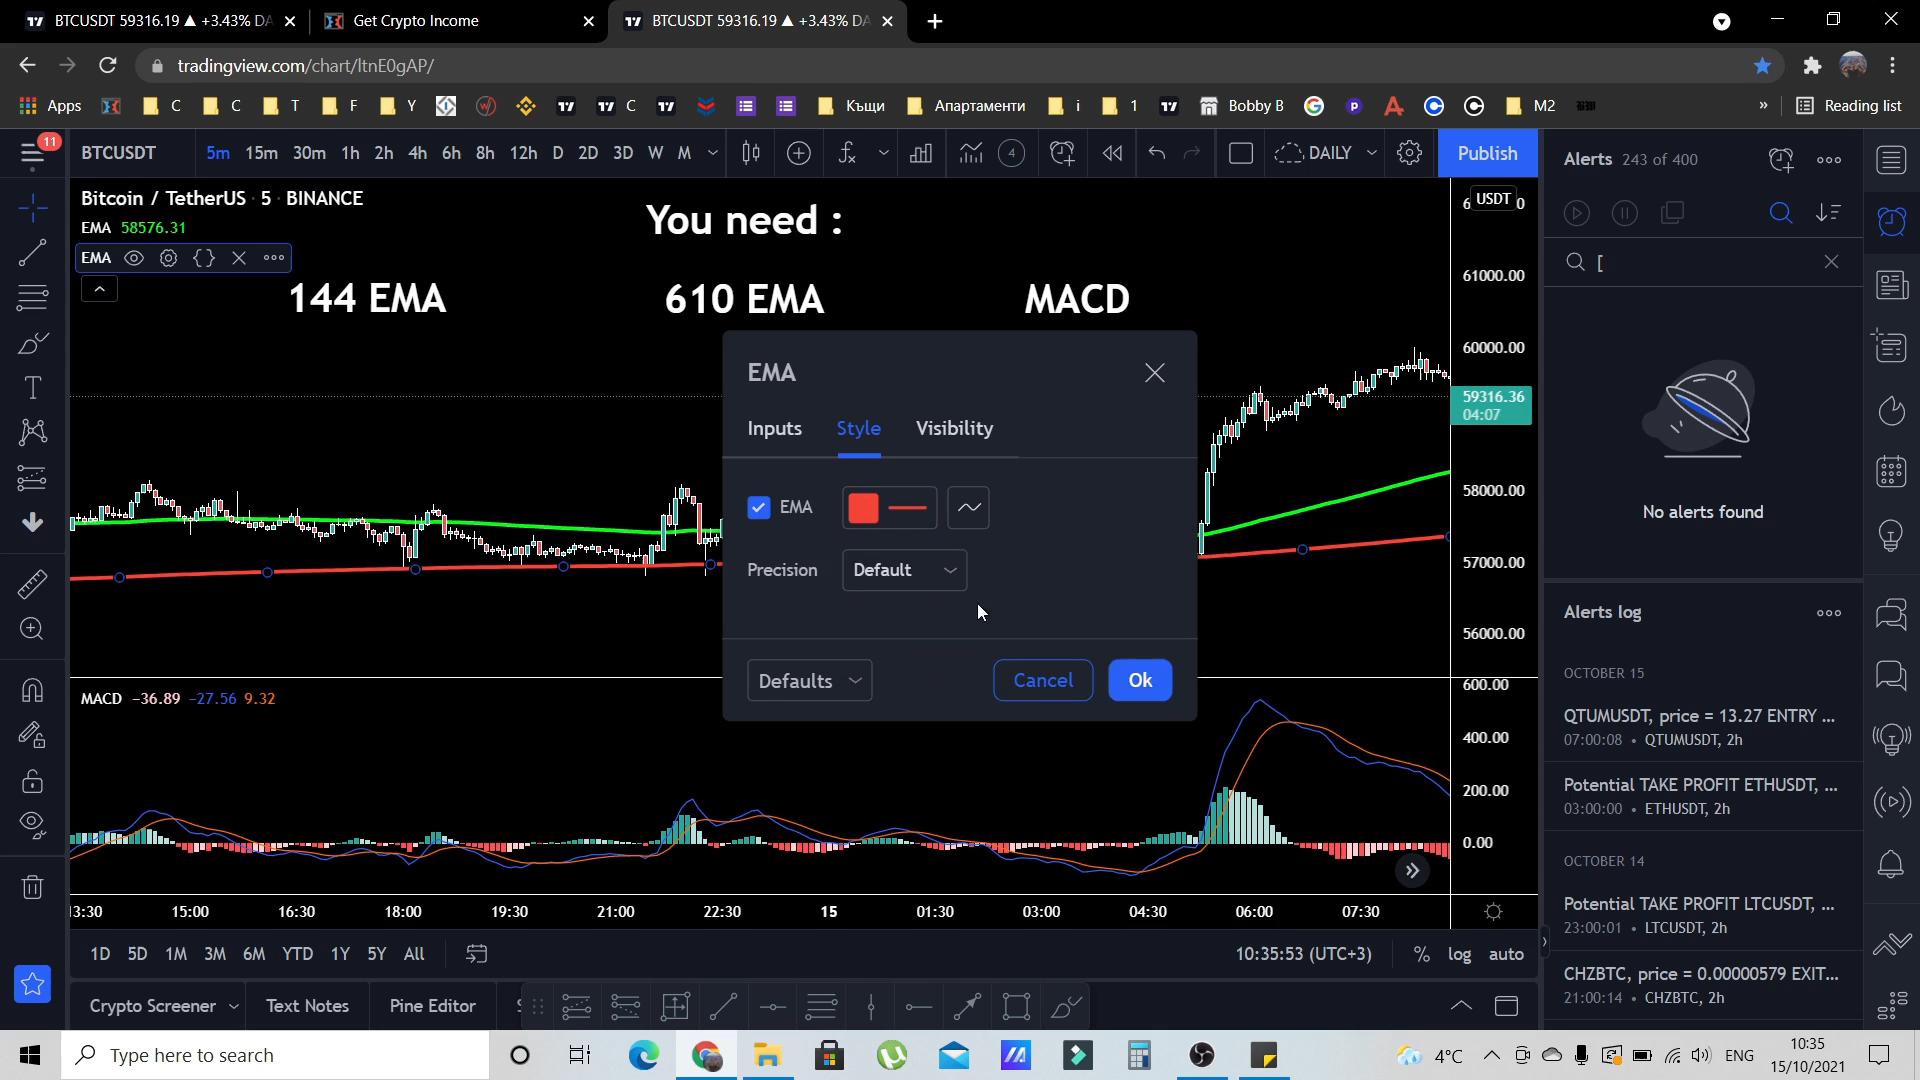 BTCUSDT 59316.19 ▲ +3.43% DA
Get Crypto Income
BTCUSDT 59316.19 ▲ +3.43% DA
tradingview.com/chart/ltnE0gAP/
Apps
C
C
T
F
Y
C
Къщи
Апартаменти
i
1
Bobby B
M2
»
Reading list
11
BTCUSDT
5m 15m 30m 1h 2h 4h 6h 8h 12h D 2D 3D W M
4
DAILY
Publish
Bitcoin / TetherUS · 5 · BINANCE
EMA 58576.31
EMA
You need :
144 EMA
610 EMA
MACD
USDT
61000.00
60000.00
59316.36
04:07
58000.00
57000.00
56000.00
EMA
Inputs
Style
Visibility
EMA
Precision
Default
Defaults
Cancel
Ok
MACD −36.89 −27.56 9.32
600.00
400.00
200.00
0.00
13:30 15:00 16:30 18:00 19:30 21:00 22:30 15 01:30 03:00 04:30 06:00 07:30
1D 5D 1M 3M 6M YTD 1Y 5Y All
10:35:53 (UTC+3)
% log auto
Crypto Screener
Text Notes
Pine Editor
Alerts 243 of 400
[
No alerts found
Alerts log
OCTOBER 15
QTUMUSDT, price = 13.27 ENTRY ...
07:00:08 • QTUMUSDT, 2h
Potential TAKE PROFIT ETHUSDT, ...
03:00:00 • ETHUSDT, 2h
OCTOBER 14
Potential TAKE PROFIT LTCUSDT, ...
23:00:01 • LTCUSDT, 2h
CHZBTC, price = 0.00000579 EXIT...
21:00:14 • CHZBTC, 2h
Type here to search
4°C
ENG
10:35
15/10/2021